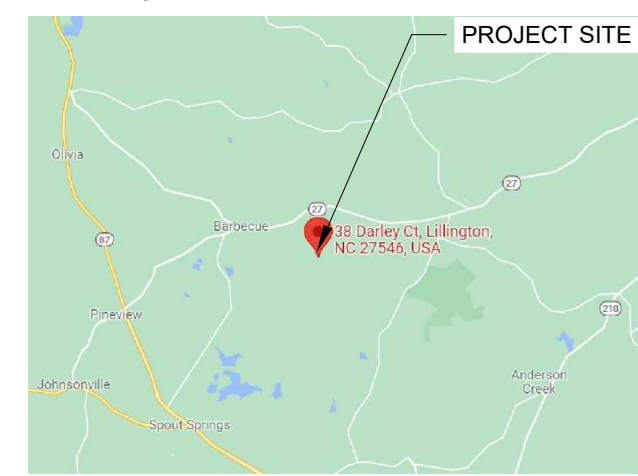 PROJECT SITE
Olivia
27
27
Barbecue
38 Darley Ct, Lillington,
NC 27546, USA
87
Pineview
210
Anderson
Creek
Johnsonville
Spout Springs